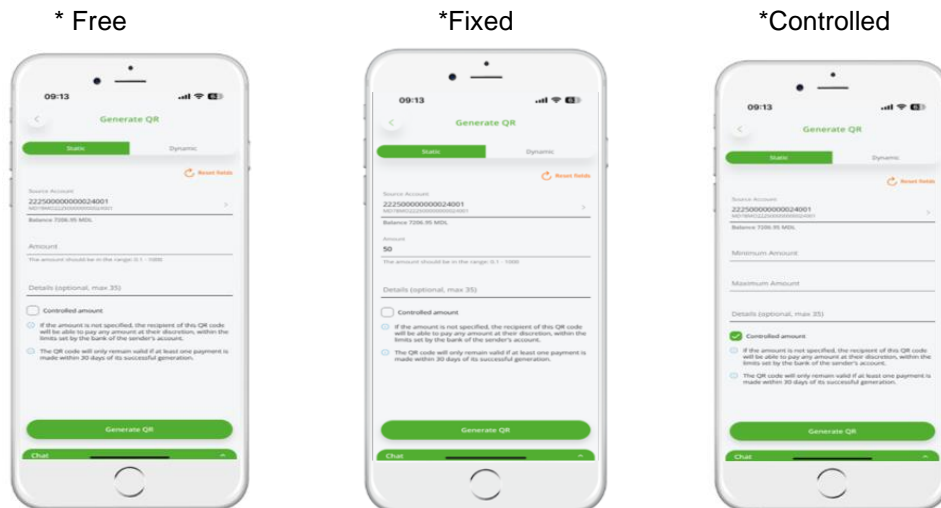 * Free
*Fixed
*Controlled
09:13
Generate QR
Static
Dynamic
Reset fields
Source Account
222500000000024001
Balance 7206.95 MDL
Amount
The amount should be in the range: 0.1 - 1000
Details (optional, max 35)
Controlled amount
If the amount is not specified, the recipient of this QR code
will be able to pay any amount at their discretion, within the
limits set by the bank of the sender's account.
The QR code will only remain valid if at least one payment is
made within 30 days of its successful generation.
Generate QR
Chat
09:13
Generate QR
Static
Dynamic
Reset fields
Source Account
222500000000024001
Balance 7206.95 MDL
Amount
50
The amount should be in the range: 0.1 - 1000
Details (optional, max 35)
Controlled amount
If the amount is not specified, the recipient of this QR code
will be able to pay any amount at their discretion, within the
limits set by the bank of the sender's account.
The QR code will only remain valid if at least one payment is
made within 30 days of its successful generation.
Generate QR
Chat
09:13
Generate QR
Static
Dynamic
Reset fields
Source Account
222500000000024001
Balance 7206.95 MDL
Minimum Amount
Maximum Amount
Details (optional, max 35)
Controlled amount
If the amount is not specified, the recipient of this QR code
will be able to pay any amount at their discretion, within the
limits set by the bank of the sender's account.
The QR code will only remain valid if at least one payment is
made within 30 days of its successful generation.
Generate QR
Chat